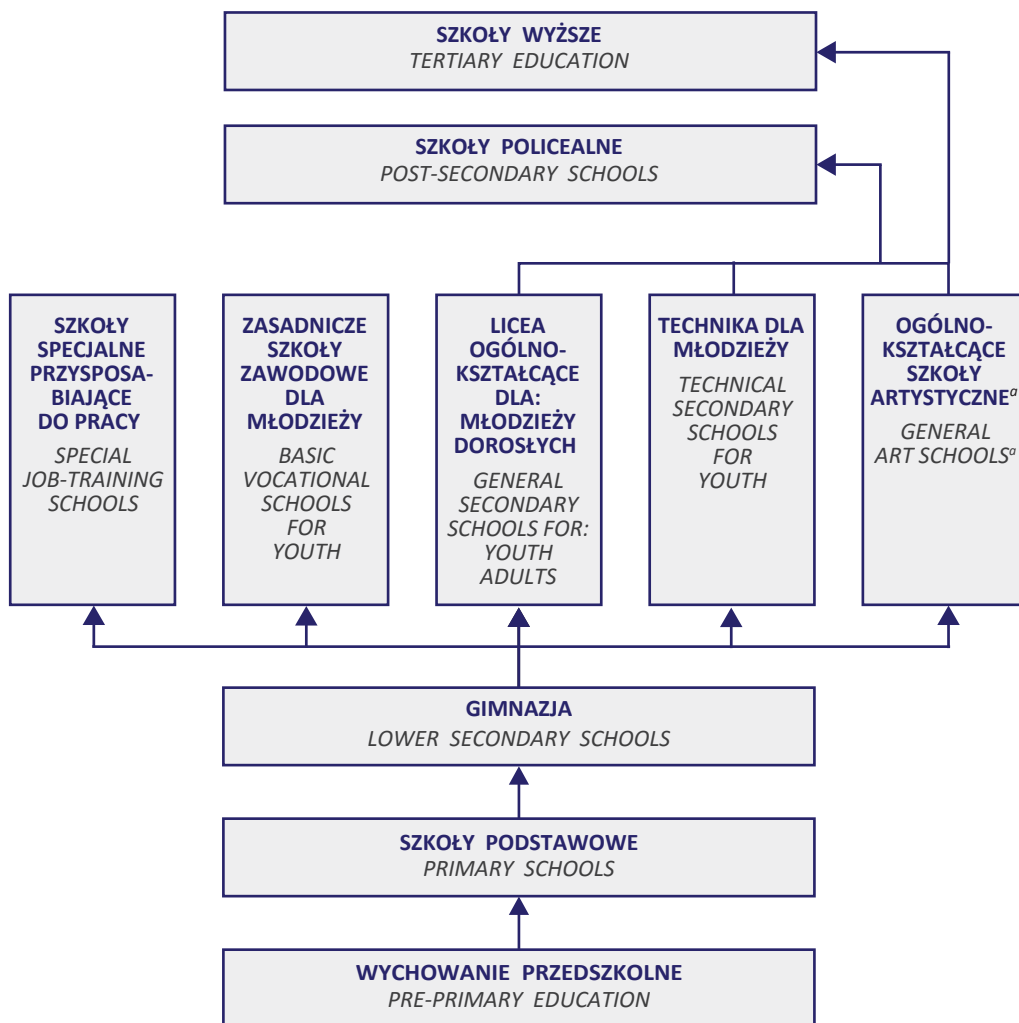 SZKOŁY WYŻSZE
TERTIARY EDUCATION
SZKOŁY POLICEALNE
POST-SECONDARY SCHOOLS
SZKOŁY
SPECJALNE
PRZYSPOSA-
BIAJĄCE
DO PRACY
SPECIAL
JOB-TRAINING
SCHOOLS
ZASADNICZE
SZKOŁY
ZAWODOWE
DLA
MŁODZIEŻY
BASIC
VOCATIONAL
SCHOOLS
FOR
YOUTH
LICEA
OGÓLNO-
KSZTAŁCĄCE
DLA:
MŁODZIEŻY
DOROSŁYCH
GENERAL
SECONDARY
SCHOOLS FOR:
YOUTH
ADULTS
TECHNIKA DLA
MŁODZIEŻY
TECHNICAL
SECONDARY
SCHOOLS
FOR
YOUTH
OGÓLNO-
KSZTAŁCĄCE
SZKOŁY
ARTYSTYCZNEa
GENERAL
ART SCHOOLSa
GIMNAZJA
LOWER SECONDARY SCHOOLS
SZKOŁY PODSTAWOWE
PRIMARY SCHOOLS
WYCHOWANIE PRZEDSZKOLNE
PRE-PRIMARY EDUCATION